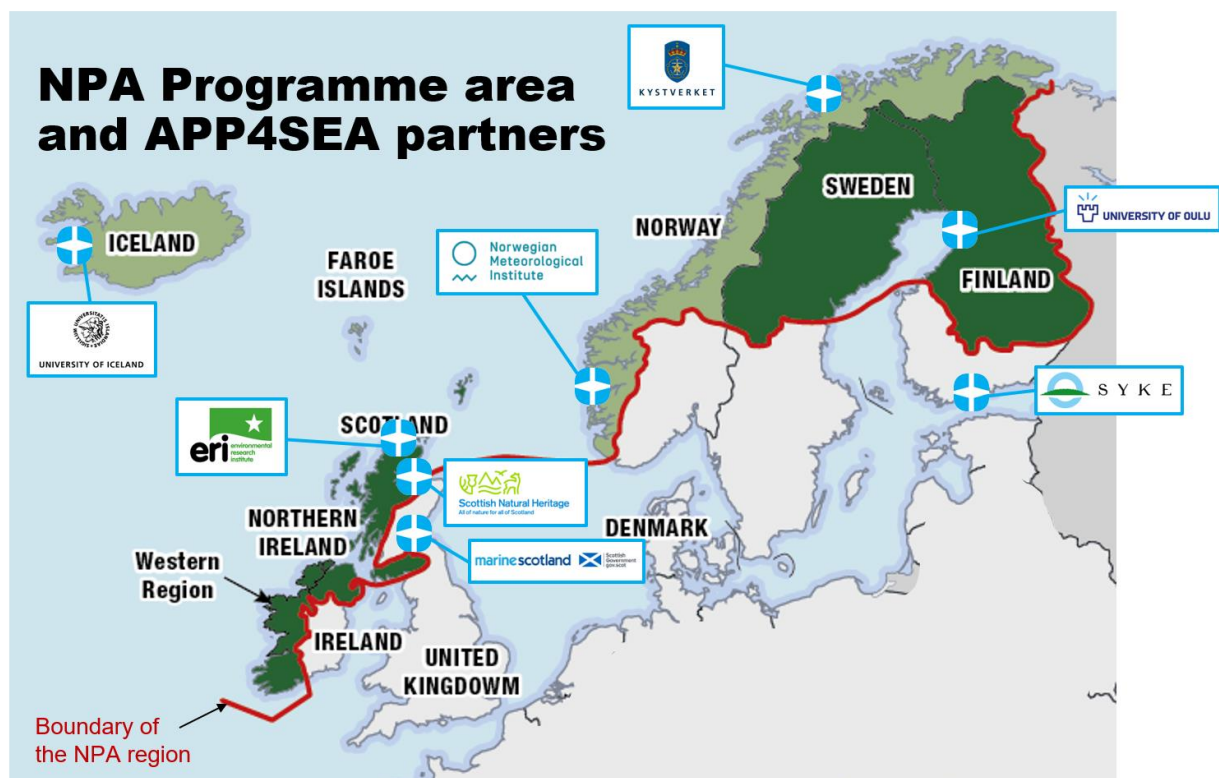 NPA Programme area
and APP4SEA partners
KYSTVERKET
SWEDEN
UNIVERSITY OF OULU
ICELAND
NORWAY
Norwegian
Meteorological
Institute
FAROE
ISLANDS
FINLAND
UNIVERSITY OF ICELAND
SYKE
SCOTLAND
eri
environmental
research
institute
Scottish Natural Heritage
All of nature for all of Scotland
NORTHERN
IRELAND
DENMARK
marinescotland
Scottish
Government
gov.scot
Western
Region
IRELAND
UNITED
KINGDOWM
Boundary of
the NPA region